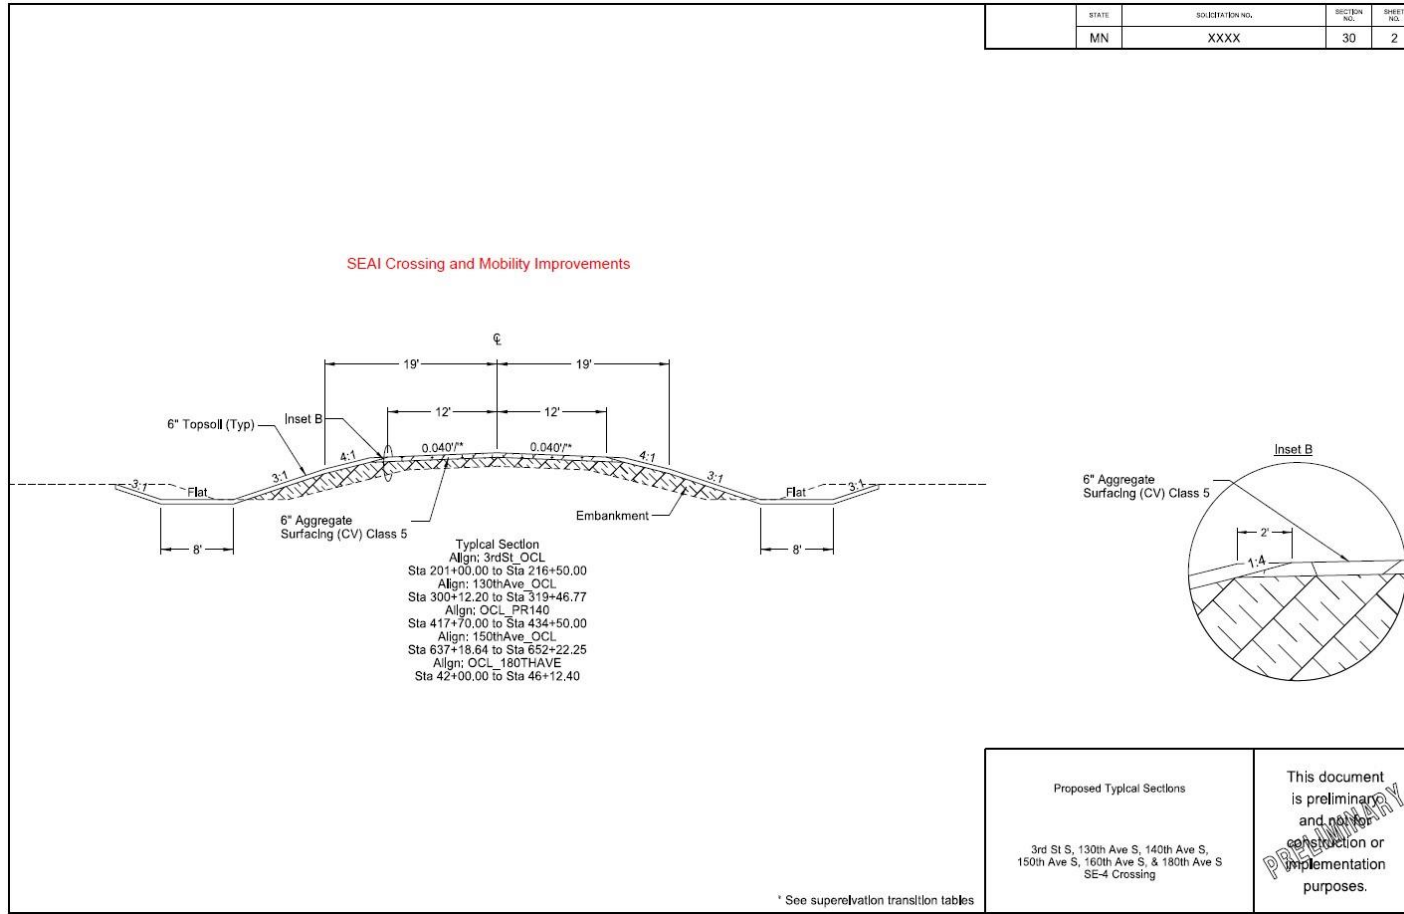 STATE
SOLICITATION NO.
SECTION NO.
SHEET NO.
MN
XXXX
30
2
SEAI Crossing and Mobility Improvements
℄
19'
19'
12'
12'
6" Topsoil (Typ)
Inset B
0.040'/'*
0.040'/'*
4:1
4:1
3:1
3:1
3:1
3:1
Flat
Flat
8'
8'
6" Aggregate
Surfacing (CV) Class 5
Embankment
Typical Section
Align: 3rdSt_OCL
Sta 201+00.00 to Sta 216+50.00
Align: 130thAve_OCL
Sta 300+12.20 to Sta 319+46.77
Align: OCL_PR140
Sta 417+70.00 to Sta 434+50.00
Align: 150thAve_OCL
Sta 637+18.64 to Sta 652+22.25
Align: OCL_180THAVE
Sta 42+00.00 to Sta 46+12.40
Inset B
6" Aggregate
Surfacing (CV) Class 5
2'
1:4
* See superelvation transition tables
Proposed Typical Sections
3rd St S, 130th Ave S, 140th Ave S,
150th Ave S, 160th Ave S, & 180th Ave S
SE-4 Crossing
This document
is preliminary
and not for
construction or
implementation
purposes.
PRELIMINARY